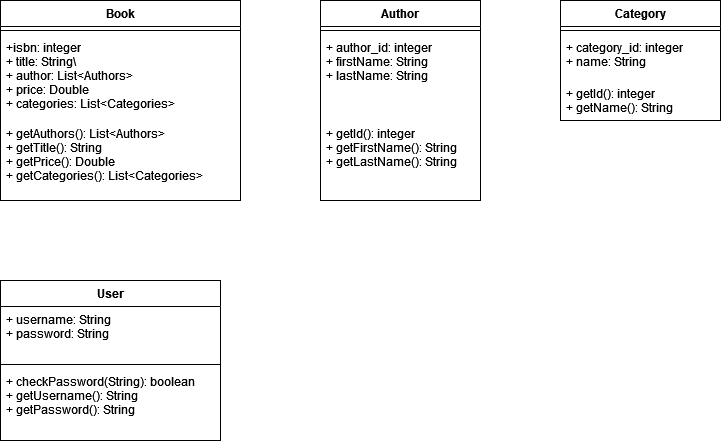 Book
+isbn: integer
+ title: String\
+ author: List<Authors>
+ price: Double
+ categories: List<Categories>
+ getAuthors(): List<Authors>
+ getTitle(): String
+ getPrice(): Double
+ getCategories(): List<Categories>
Author
+ author_id: integer
+ firstName: String
+ lastName: String
+ getId(): integer
+ getFirstName(): String
+ getLastName(): String
Category
+ category_id: integer
+ name: String
+ getId(): integer
+ getName(): String
User
+ username: String
+ password: String
+ checkPassword(String): boolean
+ getUsername(): String
+ getPassword(): String